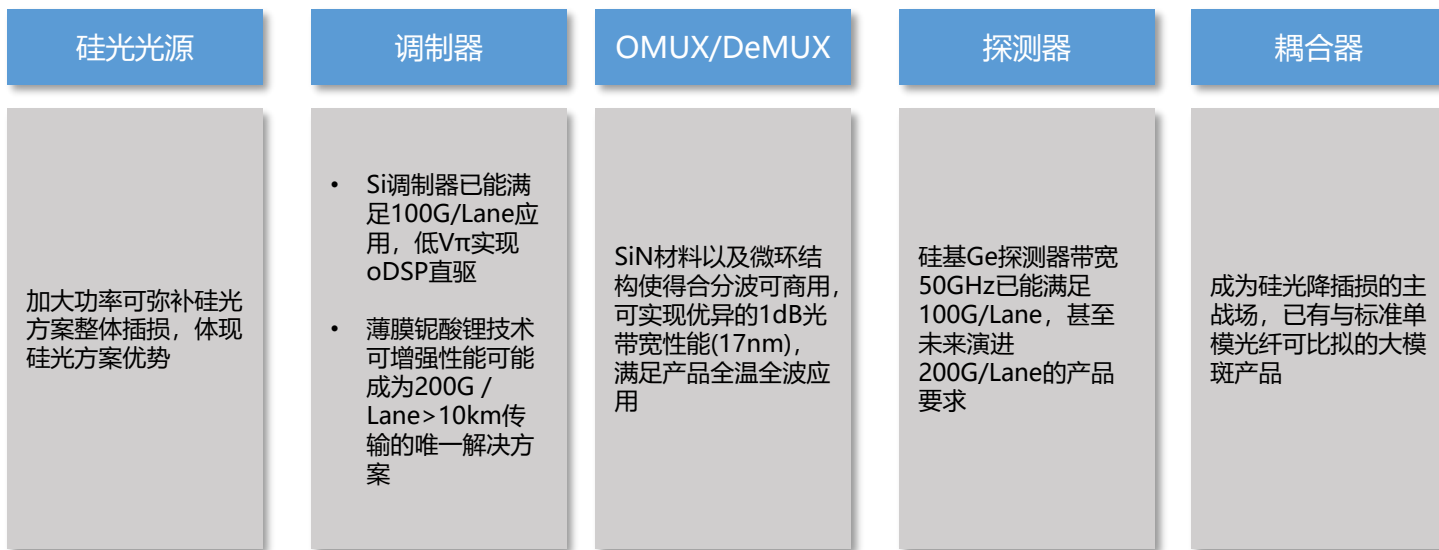 硅光光源
调制器
OMUX/DeMUX
探测器
耦合器
加大功率可弥补硅光
方案整体插损，体现
硅光方案优势
• Si调制器已能满
足100G/Lane应
用，低Vπ实现
oDSP直驱
• 薄膜铌酸锂技术
可增强性能可能
成为200G /
Lane>10km传
输的唯一解决方
案
SiN材料以及微环结
构使得合分波可商用，
可实现优异的1dB光
带宽性能(17nm)，
满足产品全温全波应
用
硅基Ge探测器带宽
50GHz已能满足
100G/Lane，甚至
未来演进
200G/Lane的产品
要求
成为硅光降插损的主
战场，已有与标准单
模光纤可比拟的大模
斑产品